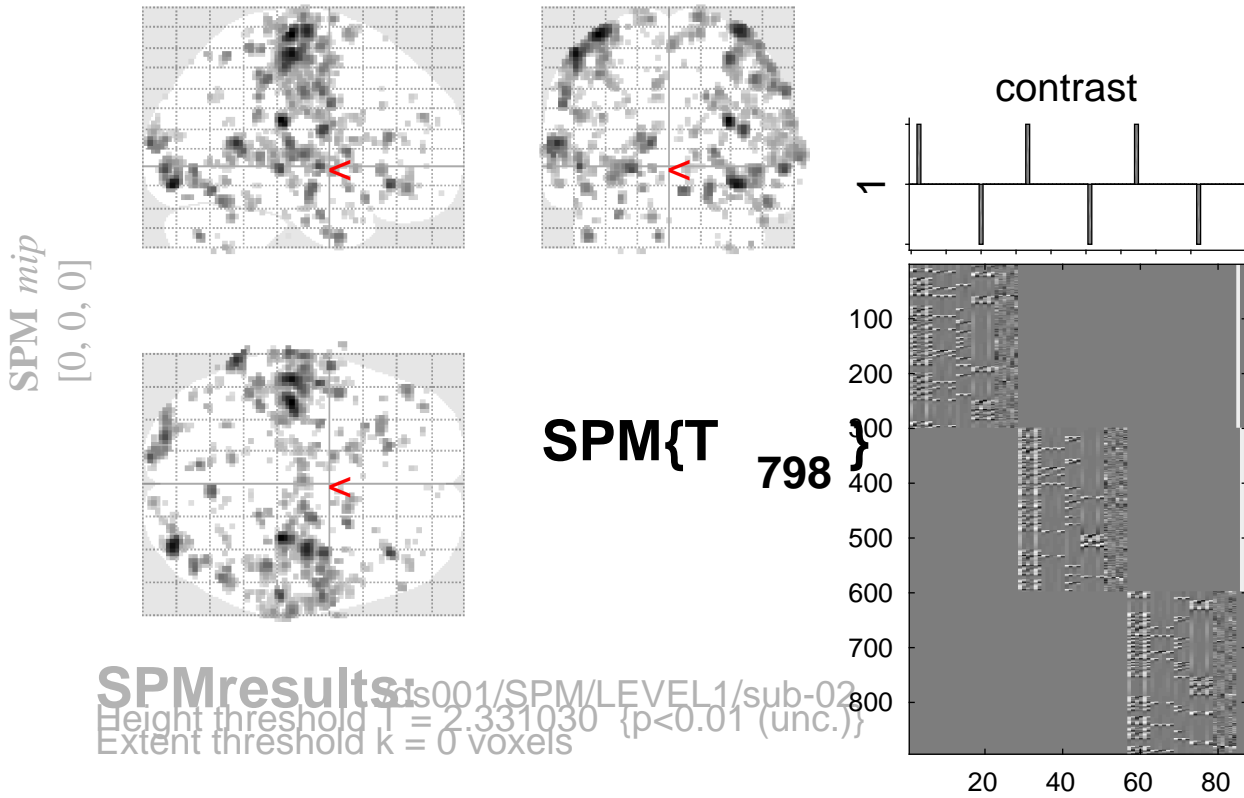 SPM mip
[0, 0, 0]
<
<
<
SPM{T 798 }
contrast
1
100
200
300
400
500
600
700
800
20 40 60 80
SPMresults: /ds001/SPM/LEVEL1/sub-02
Height threshold T = 2.331030 {p<0.01 (unc.)}
Extent threshold k = 0 voxels